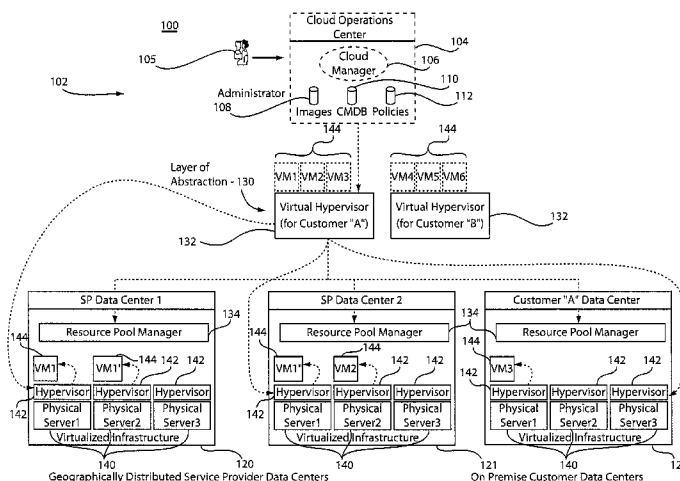 100
Cloud Operations
Center
104
105
Cloud
Manager
106
102
110
Administrator
108
112
Images CMDB Policies
144
144
Layer of
Abstraction - 130
VM1 VM2 VM3
VM4 VM5 VM6
Virtual Hypervisor
(for Customer "A")
Virtual Hypervisor
(for Customer "B")
132
132
SP Data Center 1
SP Data Center 2
Customer "A" Data Center
134
134
Resource Pool Manager
Resource Pool Manager
Resource Pool Manager
144
144
142
142
144
144
142
142
144
142
142
142
VM1
VM1'
VM1'
VM2
VM3
Hypervisor Hypervisor Hypervisor
Hypervisor Hypervisor Hypervisor
Hypervisor Hypervisor Hypervisor
142
142
Physical Server1 Physical Server2 Physical Server3
Physical Server1 Physical Server2 Physical Server3
Physical Server1 Physical Server2 Physical Server3
Virtualized Infrastructure
Virtualized Infrastructure
Virtualized Infrastructure
140
120
140
121
140
Geographically Distributed Service Provider Data Centers
On Premise Customer Data Centers